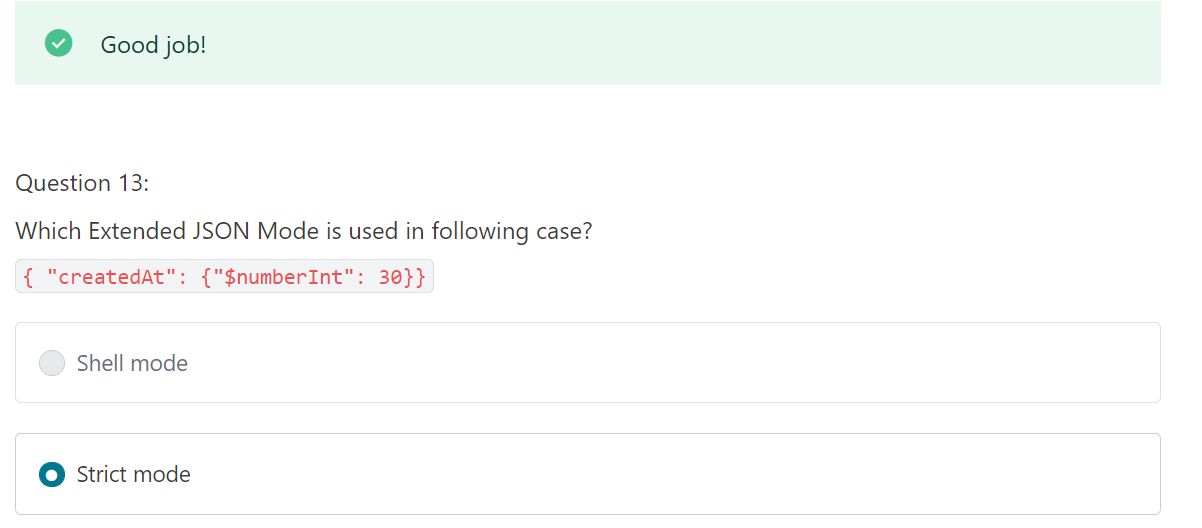 Good job!
Question 13:
Which Extended JSON Mode is used in following case?
{ "createdAt": {"$numberInt": 30}}
Shell mode
Strict mode